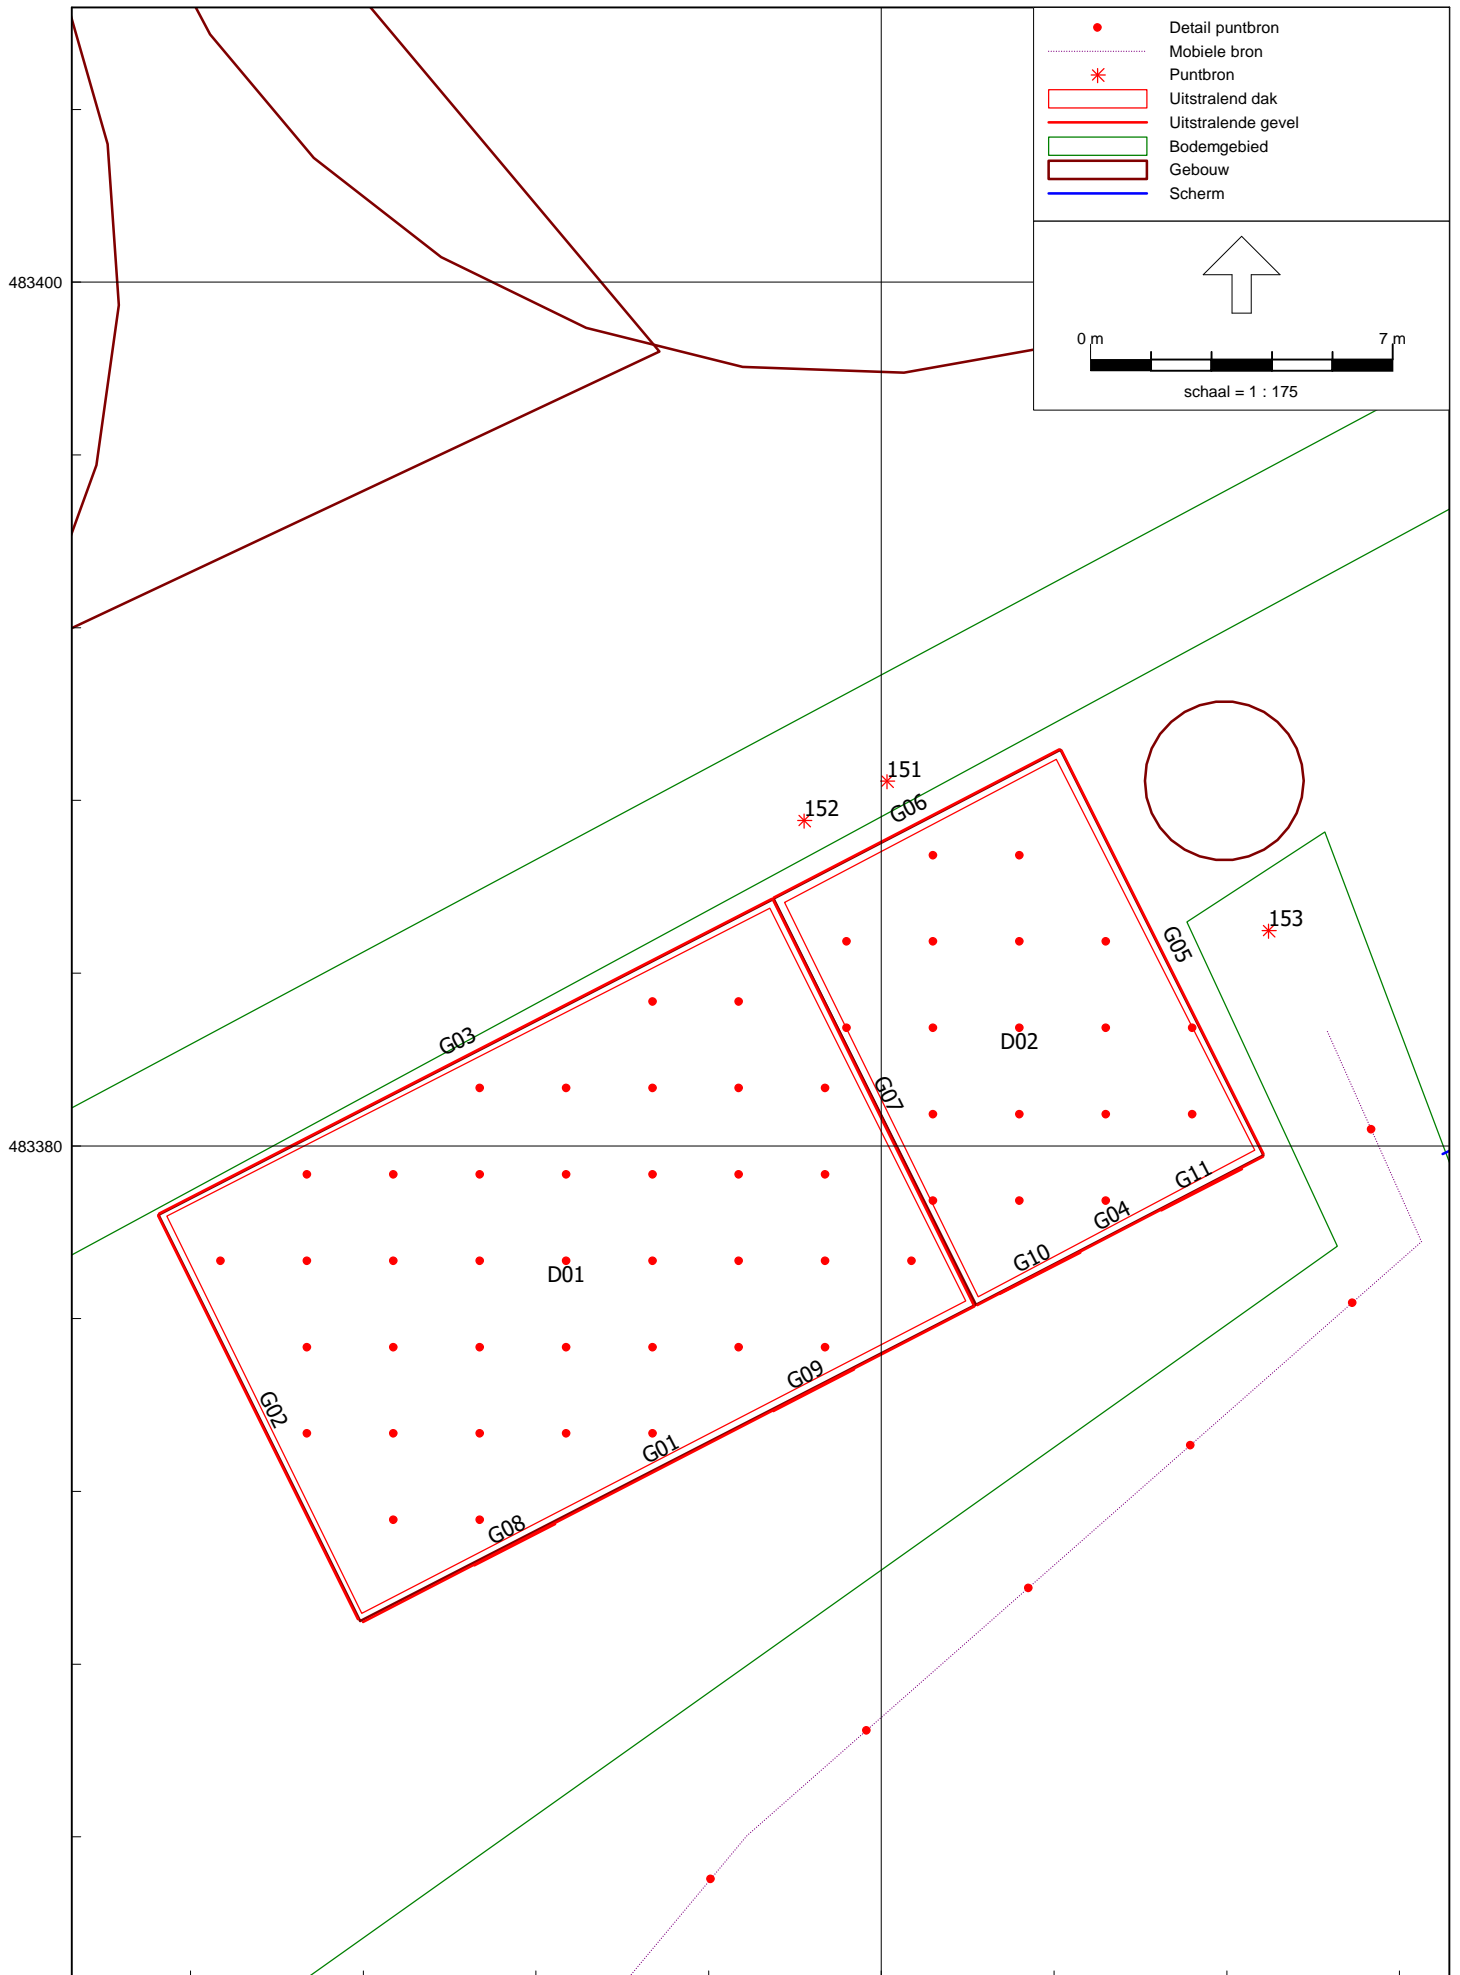 Detail puntbron
Mobiele bron
Puntbron
Uitstralend dak
Uitstralende gevel
Bodemgebied
Gebouw
Scherm
483400
0 m 7 m
schaal = 1 : 175
151
G06
152
153
G05
G03
D02
G07
483380
G11
G04
G10
D01
G09
G02
G01
G08